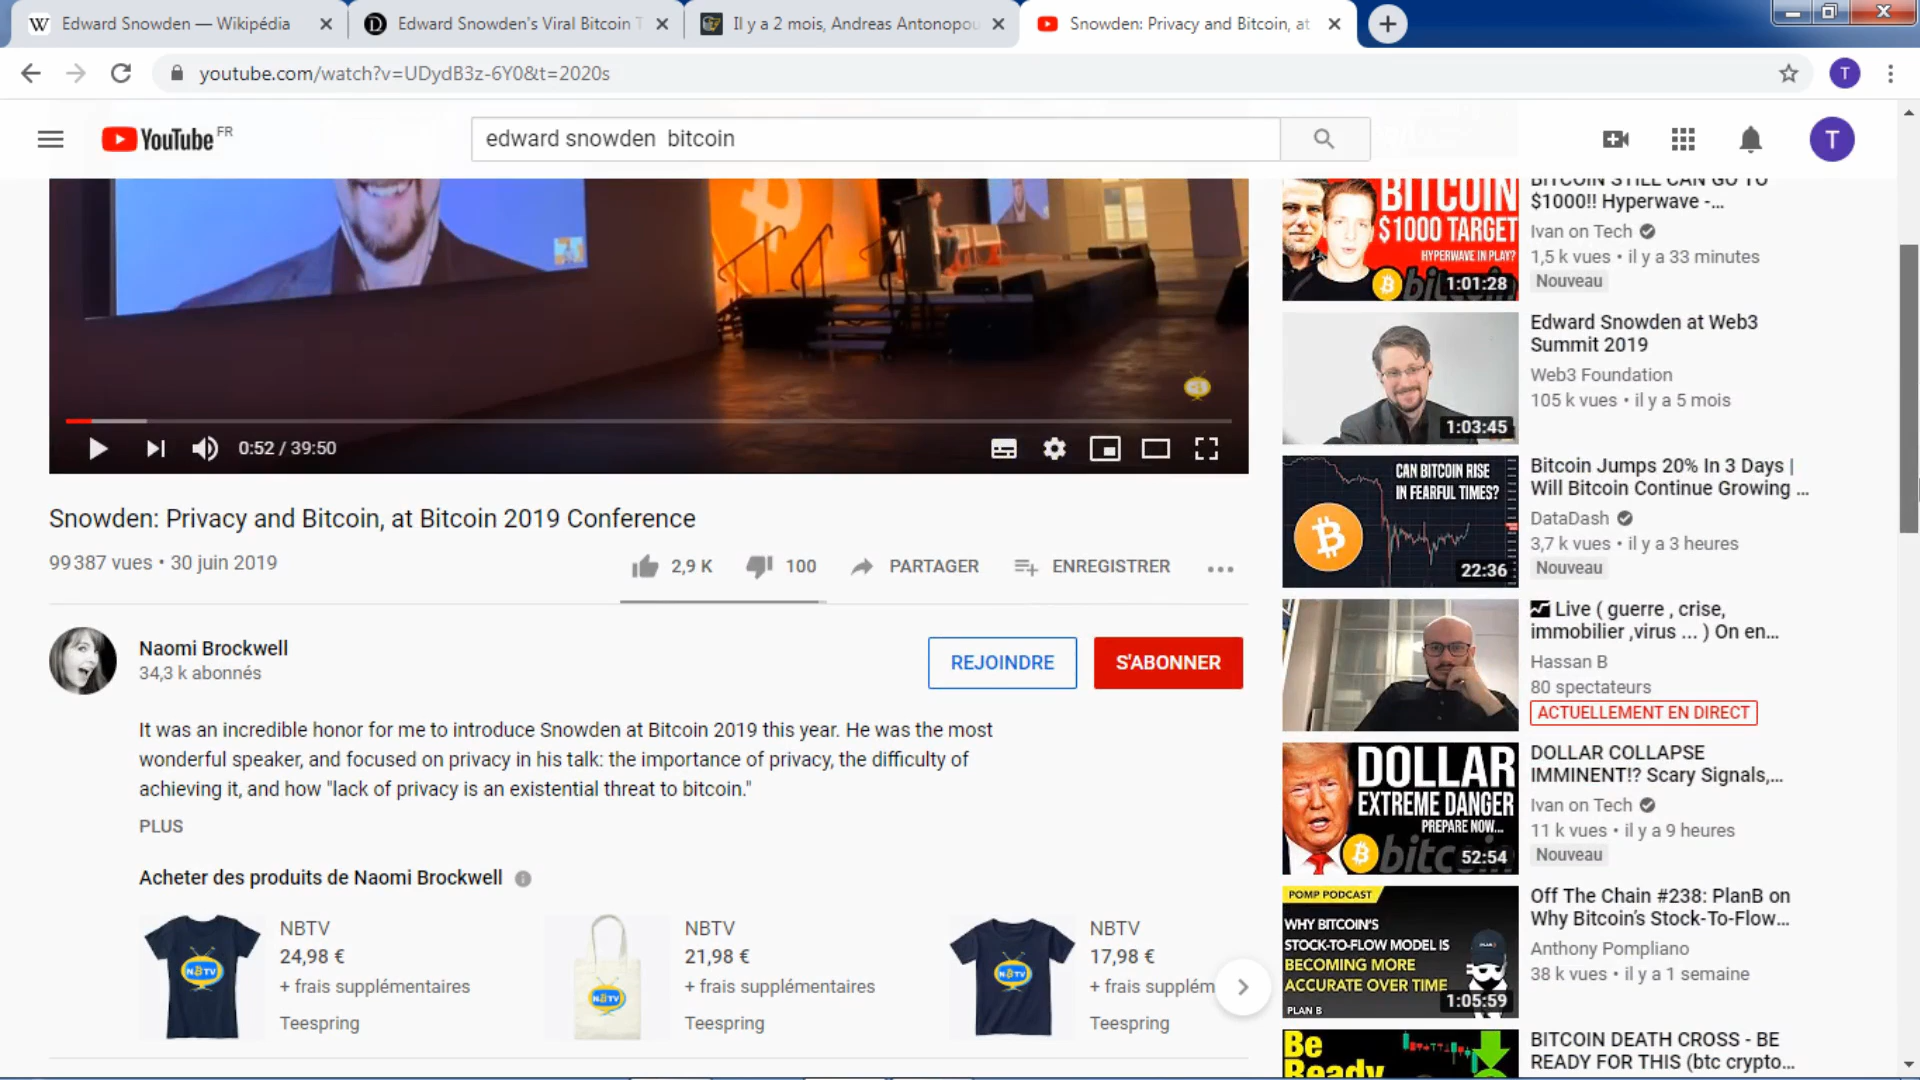 Edward Snowden — Wikipédia
Edward Snowden's Viral Bitcoin T
Il y a 2 mois, Andreas Antonopou
Snowden: Privacy and Bitcoin, at
youtube.com/watch?v=UDydB3z-6Y0&t=2020s
T
YouTube FR
edward snowden  bitcoin
T
0:52 / 39:50
Snowden: Privacy and Bitcoin, at Bitcoin 2019 Conference
99 387 vues • 30 juin 2019
2,9 K
100
PARTAGER
ENREGISTRER
Naomi Brockwell
34,3 k abonnés
REJOINDRE
S'ABONNER
It was an incredible honor for me to introduce Snowden at Bitcoin 2019 this year. He was the most
wonderful speaker, and focused on privacy in his talk: the importance of privacy, the difficulty of
achieving it, and how "lack of privacy is an existential threat to bitcoin."
PLUS
Acheter des produits de Naomi Brockwell
NBTV
NBTV
24,98 €
+ frais supplémentaires
Teespring
NBTV
NBTV
21,98 €
+ frais supplémentaires
Teespring
NBTV
NBTV
17,98 €
+ frais supplém
Teespring
BITCOIN
$1000 TARGET
HYPERWAVE IN PLAY?
1:01:28
BITCOIN STILL CAN GO TO
$1000!! Hyperwave -...
Ivan on Tech
1,5 k vues • il y a 33 minutes
Nouveau
1:03:45
Edward Snowden at Web3
Summit 2019
Web3 Foundation
105 k vues • il y a 5 mois
CAN BITCOIN RISE
IN FEARFUL TIMES?
22:36
Bitcoin Jumps 20% In 3 Days |
Will Bitcoin Continue Growing ...
DataDash
3,7 k vues • il y a 3 heures
Nouveau
Live ( guerre , crise,
immobilier ,virus ... ) On en...
Hassan B
80 spectateurs
ACTUELLEMENT EN DIRECT
DOLLAR
EXTREME DANGER
PREPARE NOW...
52:54
DOLLAR COLLAPSE
IMMINENT!? Scary Signals,...
Ivan on Tech
11 k vues • il y a 9 heures
Nouveau
POMP PODCAST
WHY BITCOIN'S
STOCK-TO-FLOW MODEL IS
BECOMING MORE
ACCURATE OVER TIME
PLAN B
1:05:59
Off The Chain #238: PlanB on
Why Bitcoin's Stock-To-Flow...
Anthony Pompliano
38 k vues • il y a 1 semaine
Be
Ready
BITCOIN DEATH CROSS - BE
READY FOR THIS (btc crypto...